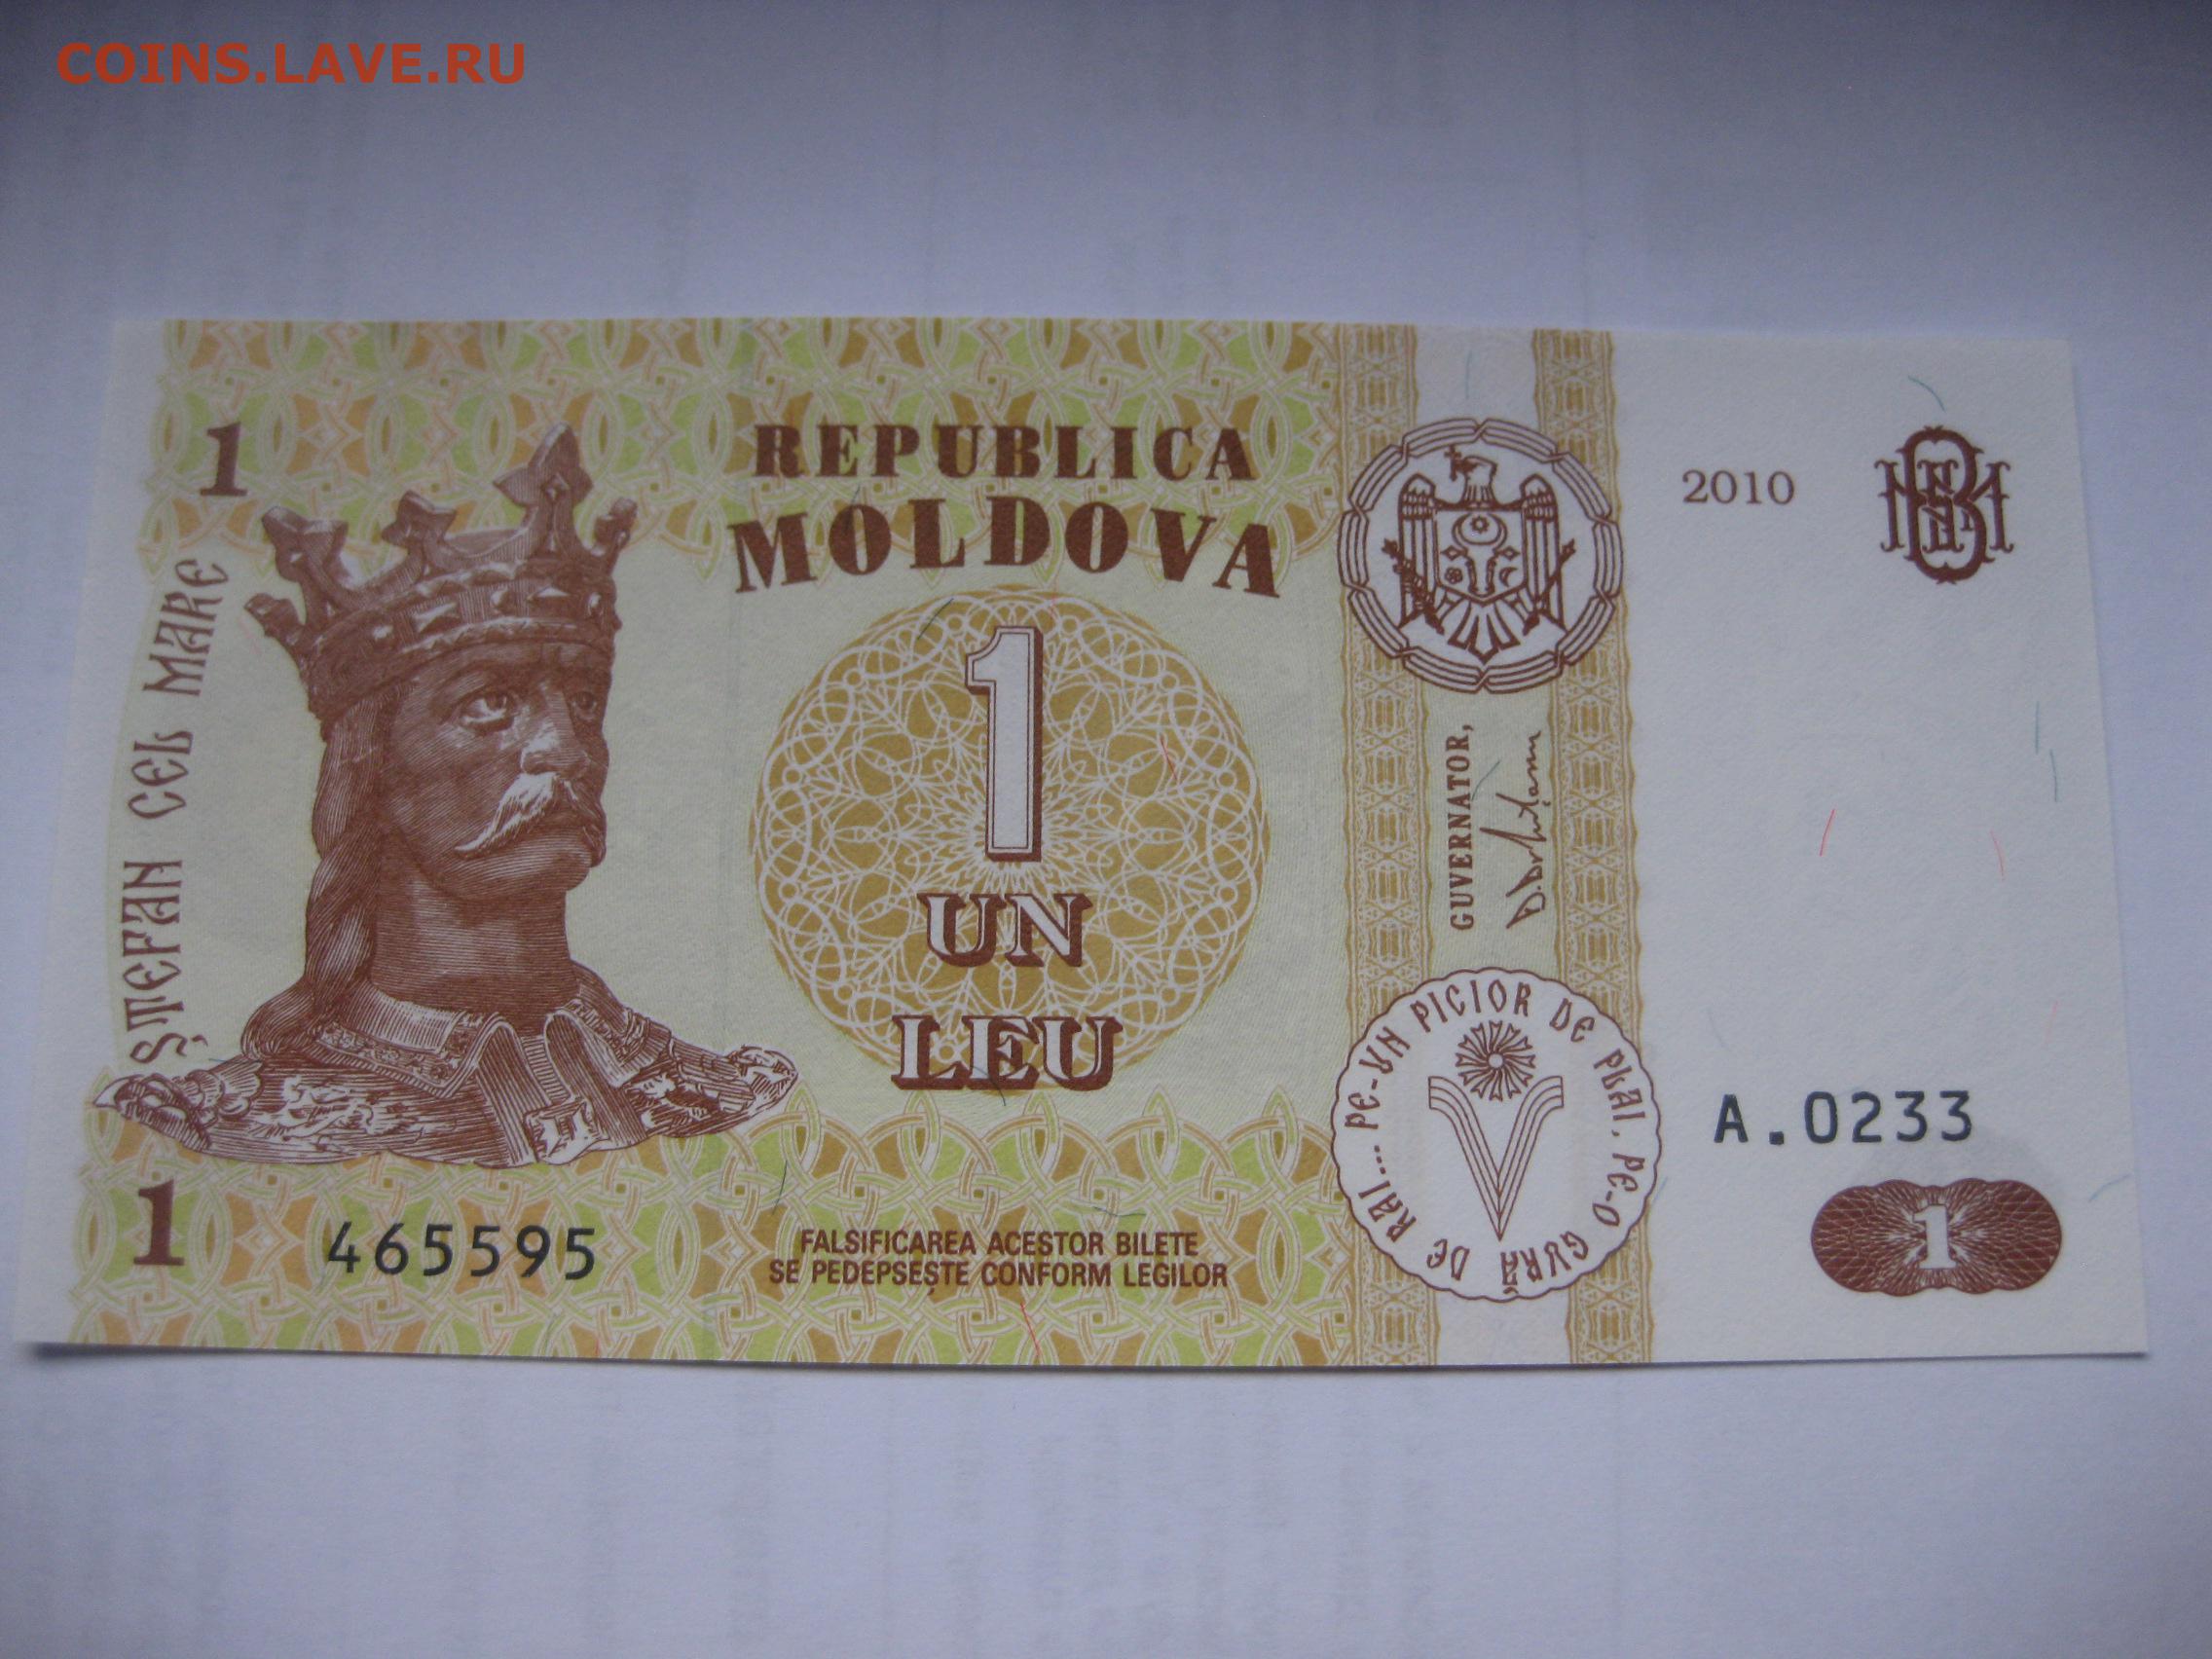 COINS.LAVE.RU
1
REPUBLICA
MOLDOVA
2010
ȘTEFAN CEL MARE
1
UN
LEU
GUVERNATOR,
PE-UN PICIOR DE PLAI, PE-O GURĂ DE RAI...
A.0233
1
1
465595
FALSIFICAREA ACESTOR BILETE
SE PEDEPSEȘTE CONFORM LEGILOR